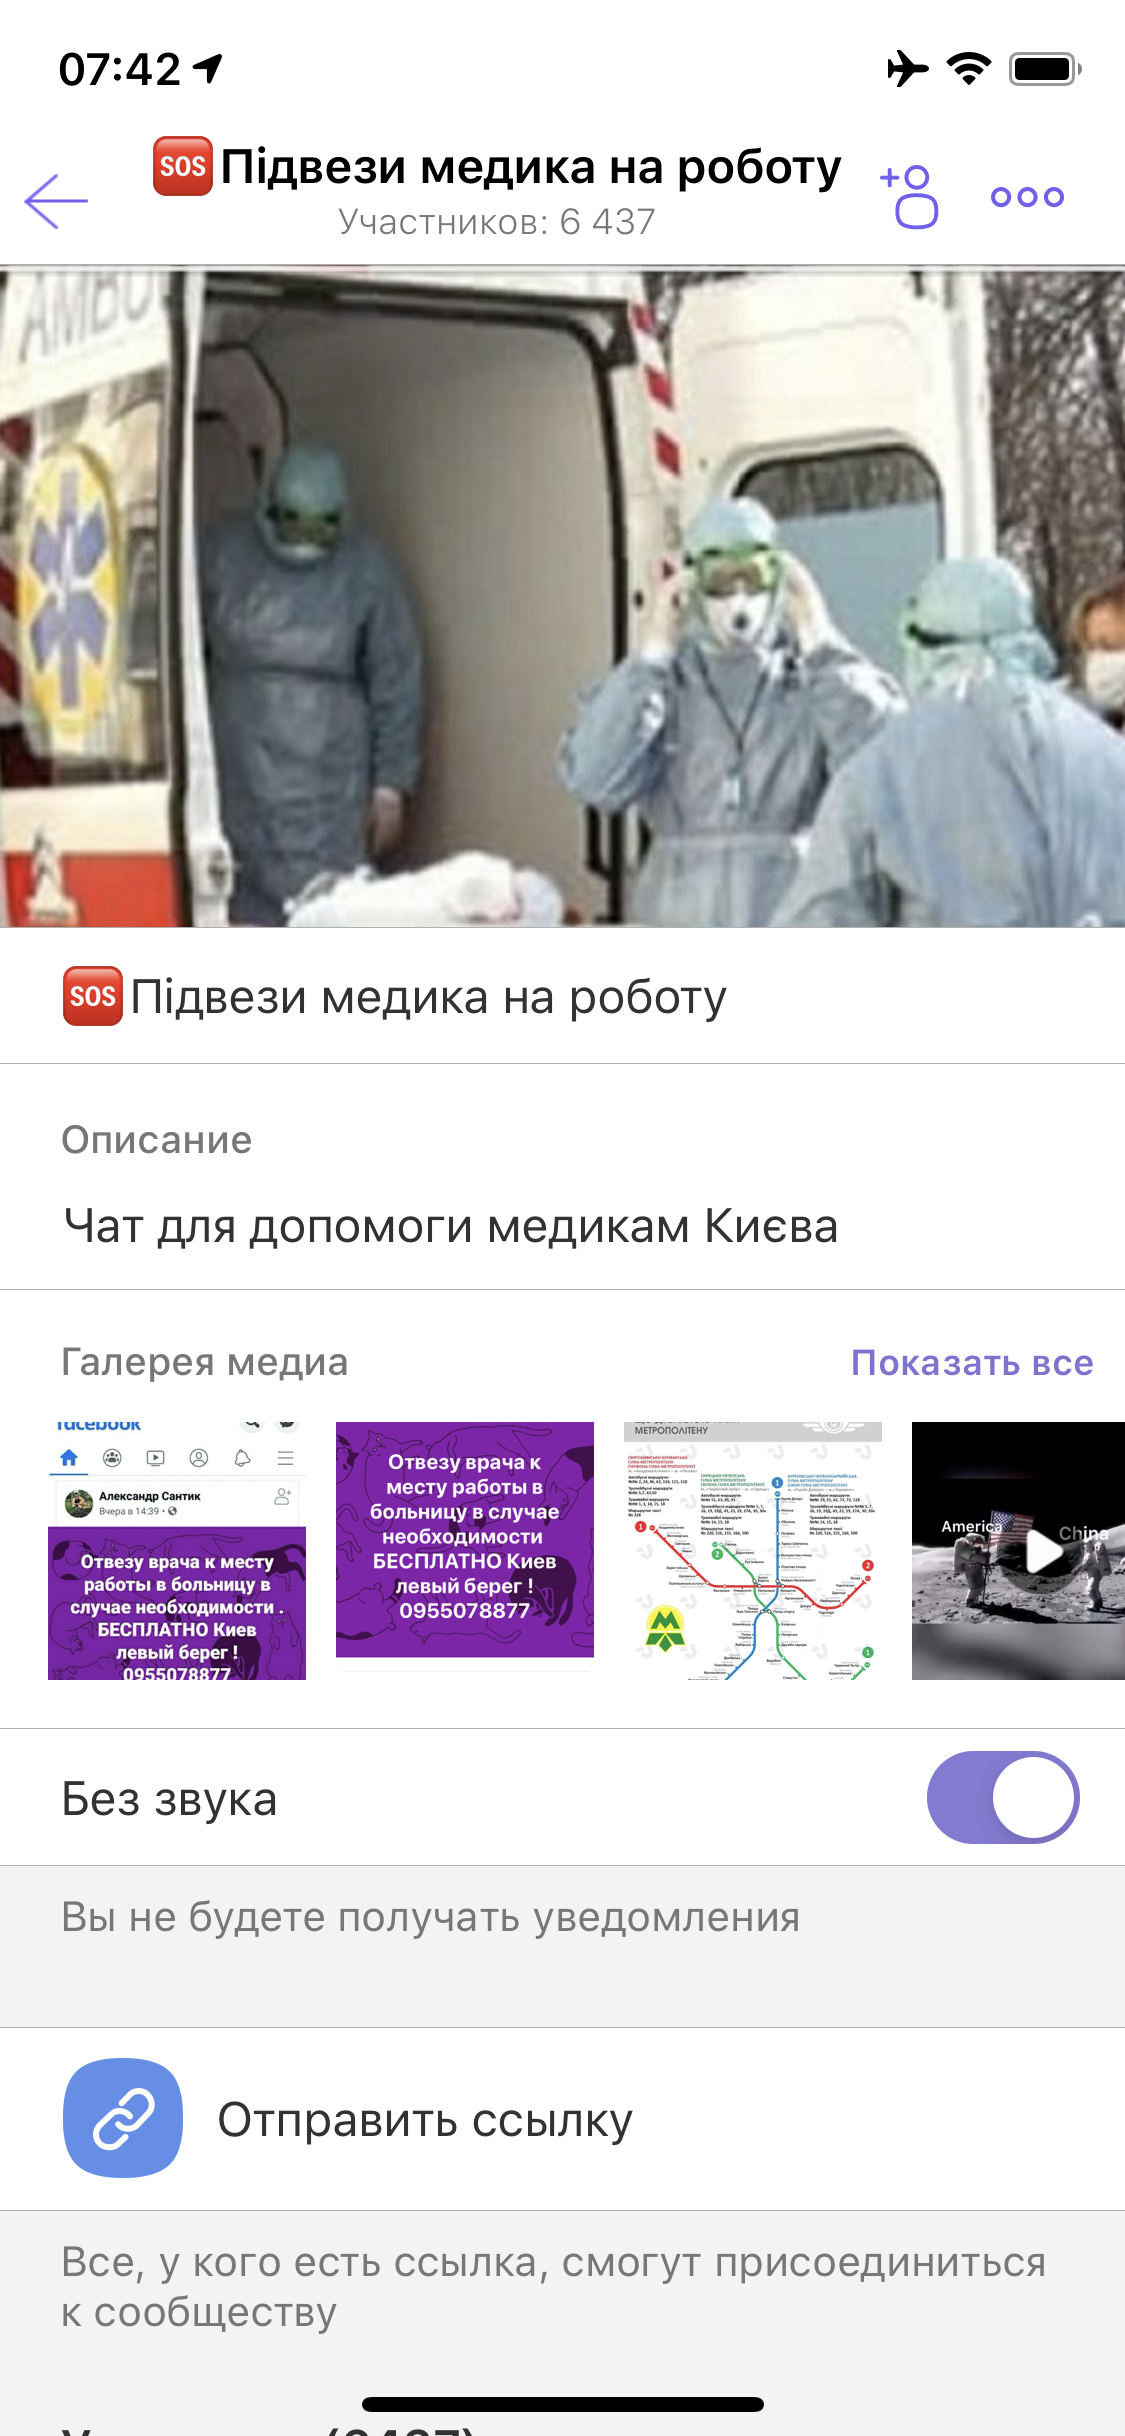 07:42
🆘Підвези медика на роботу
Участников: 6 437
AMBU
🆘Підвези медика на роботу
Описание
Чат для допомоги медикам Києва
Галерея медиа
Показать все
facebook
Александр Сантик
Вчера в 14:39
Отвезу врача к месту
работы в больницу в
случае необходимости .
БЕСПЛАТНО Киев
левый берег !
0955078877
Отвезу врача к
месту работы в
больницу в случае
необходимости
БЕСПЛАТНО Киев
левый берег !
0955078877
МЕТРОПОЛІТЕНУ
America
China
Без звука
Вы не будете получать уведомления
Отправить ссылку
Все, у кого есть ссылка, смогут присоединиться
к сообществу